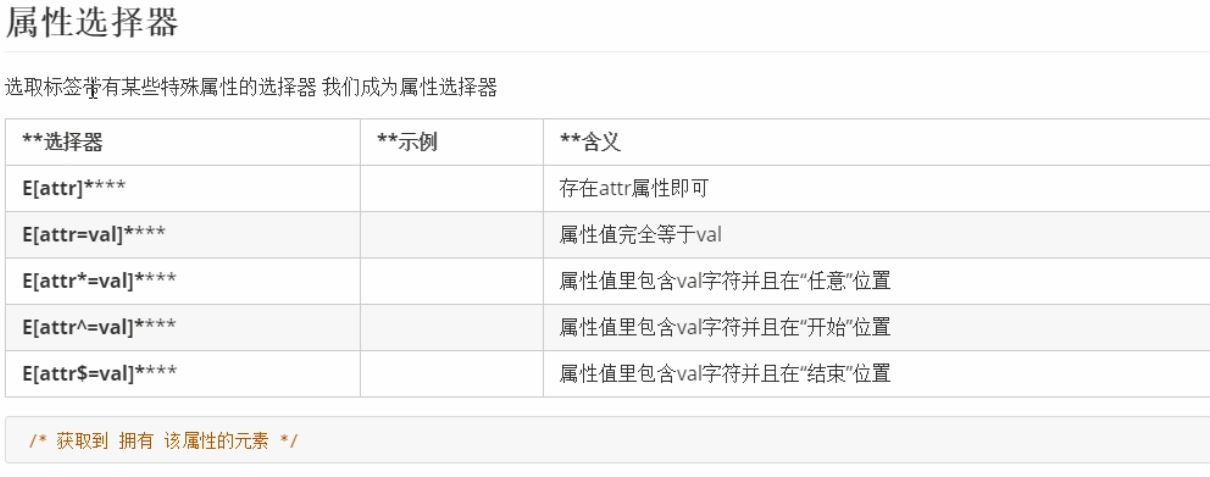 属性选择器
选取标签带有某些特殊属性的选择器 我们成为属性选择器
**选择器 **示例 **含义
E[attr]**** 存在attr属性即可
E[attr=val]**** 属性值完全等于val
E[attr*=val]**** 属性值里包含val字符并且在“任意”位置
E[attr^=val]**** 属性值里包含val字符并且在“开始”位置
E[attr$=val]**** 属性值里包含val字符并且在“结束”位置
/* 获取到 拥有 该属性的元素 */